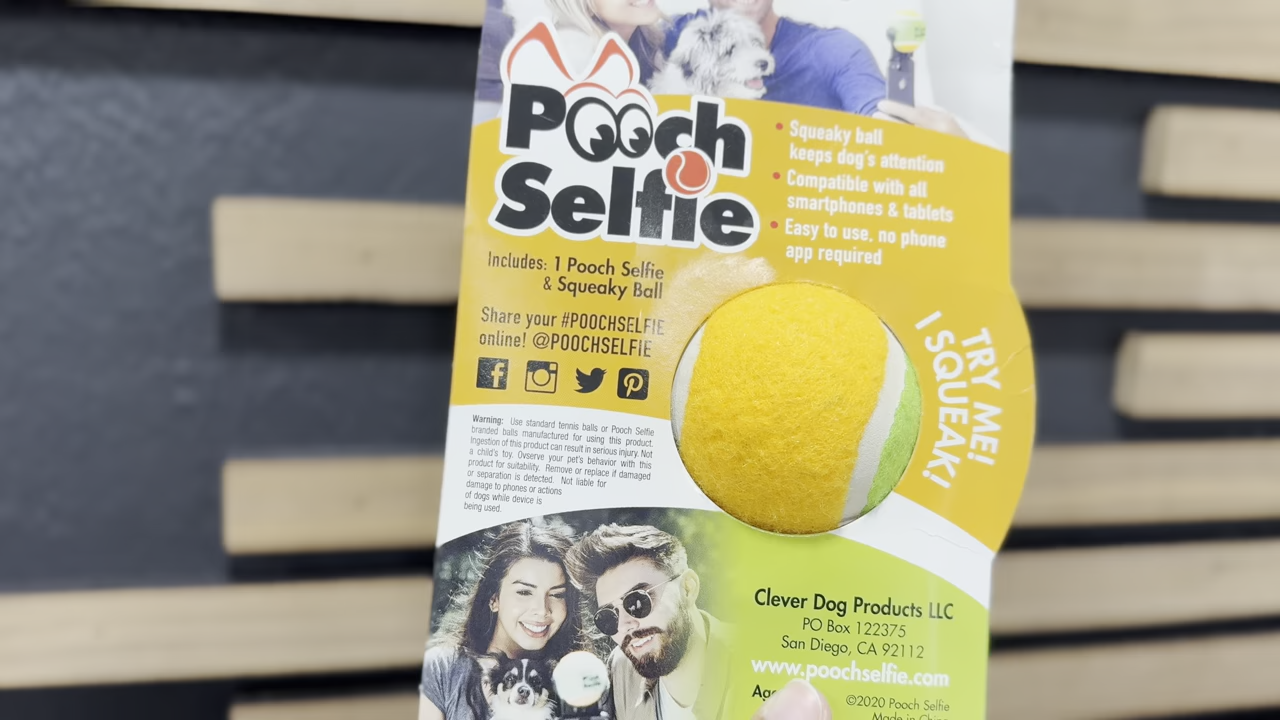 Pooch
Selfie
• Squeaky ball
keeps dog's attention
• Compatible with all
smartphones & tablets
• Easy to use, no phone
app required
Includes: 1 Pooch Selfie
& Squeaky Ball
Share your #POOCHSELFIE
online! @POOCHSELFIE
TRY ME!
I SQUEAK!
Warning: Use standard tennis balls or Pooch Selfie
branded balls manufactured for using this product.
Ingestion of this product can result in serious injury. Not
a child's toy. Ovserve your pet's behavior with this
product for suitability. Remove or replace if damaged
or separation is detected. Not liable for
damage to phones or actions
of dogs while device is
being used.
Clever Dog Products LLC
PO Box 122375
San Diego, CA 92112
www.poochselfie.com
©2020 Pooch Selfie
Made in China